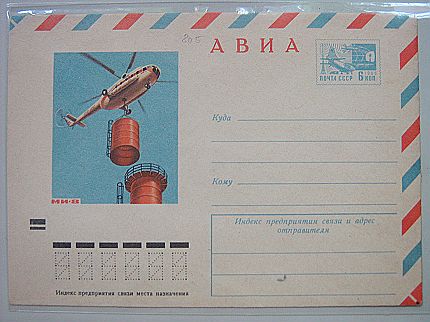 805
АВИА
1966
ПОЧТА СССР 6 КОП
Куда
Кому
МИ-8
Индекс предприятия связи и адрес
отправителя
Индекс предприятия связи места назначения